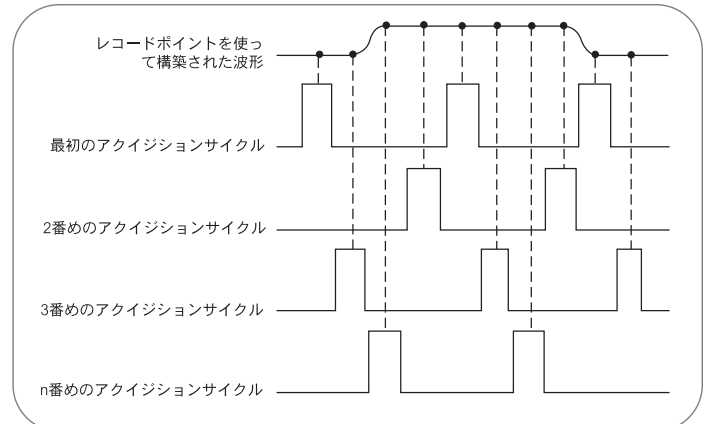 レコードポイントを使っ
て構築された波形
最初のアクイジションサイクル
2番めのアクイジションサイクル
3番めのアクイジションサイクル
n番めのアクイジションサイクル